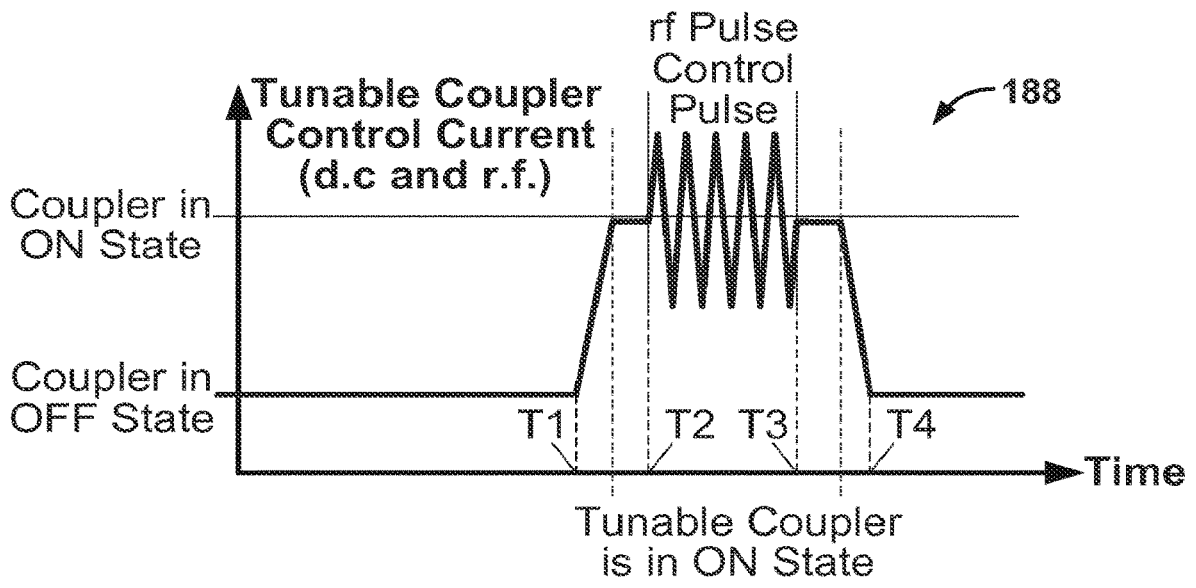 rf Pulse
Control
Pulse
188
Tunable Coupler
Control Current
(d.c and r.f.)
Coupler in
ON State
Coupler in
OFF State
T1
T2
T3
T4
Time
Tunable Coupler
is in ON State